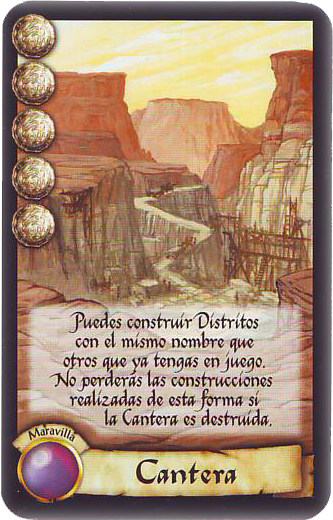 Puedes construir Distritos
con el mismo nombre que
otros que ya tengas en juego.
No perderás las construcciones
realizadas de esta forma si
la Cantera es destruida.
Maravilla
Cantera